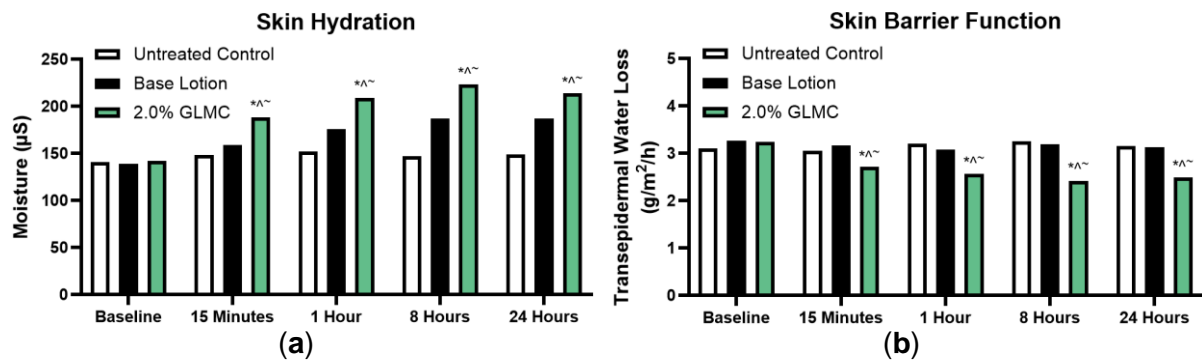 Skin Hydration
Untreated Control
Base Lotion
2.0% GLMC
Moisture (µS)
250
200
150
100
50
0
*^~
*^~
*^~
*^~
Baseline
15 Minutes
1 Hour
8 Hours
24 Hours
(a)
Skin Barrier Function
Untreated Control
Base Lotion
2.0% GLMC
Transepidermal Water Loss
(g/m²/h)
5
4
3
2
1
0
*^~
*^~
*^~
*^~
Baseline
15 Minutes
1 Hour
8 Hours
24 Hours
(b)